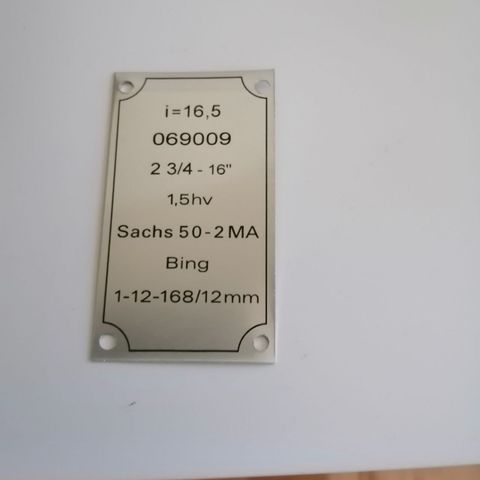 i=16,5
069009
2 3/4 - 16"
1,5hv
Sachs 50-2MA
Bing
1-12-168/12mm